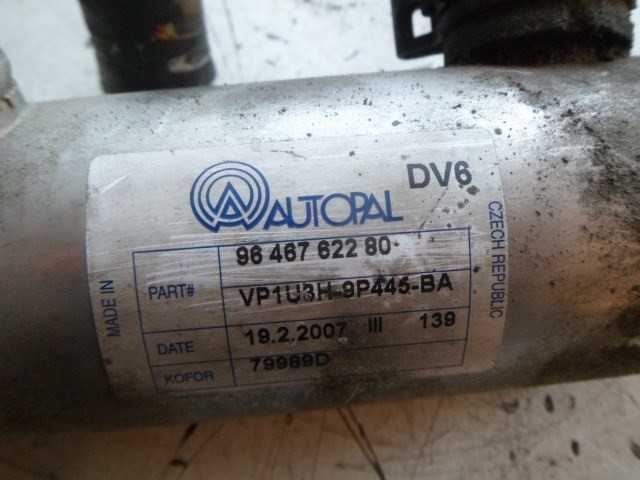 DV6
AUTOPAL
96 467 622 80
PART# VP1U3H-9P445-BA
DATE 19.2.2007 III 139
KOFOR 79989D
MADE IN
CZECH REPUBLIC